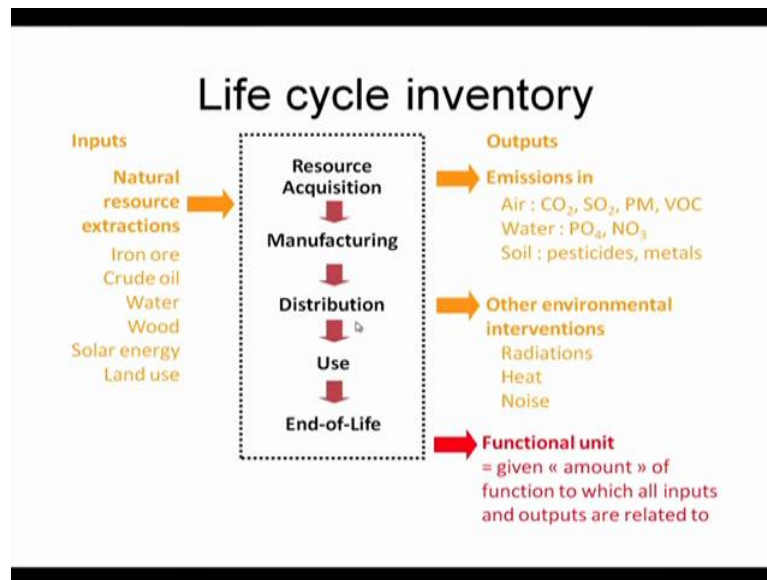 Life cycle inventory
Inputs
Natural
resource
extractions
Iron ore
Crude oil
Water
Wood
Solar energy
Land use
Resource
Acquisition
Manufacturing
Distribution
Use
End-of-Life
Outputs
Emissions in
Air : CO₂, SO₂, PM, VOC
Water : PO₄, NO₃
Soil : pesticides, metals
Other environmental
interventions
Radiations
Heat
Noise
Functional unit
= given « amount » of
function to which all inputs
and outputs are related to